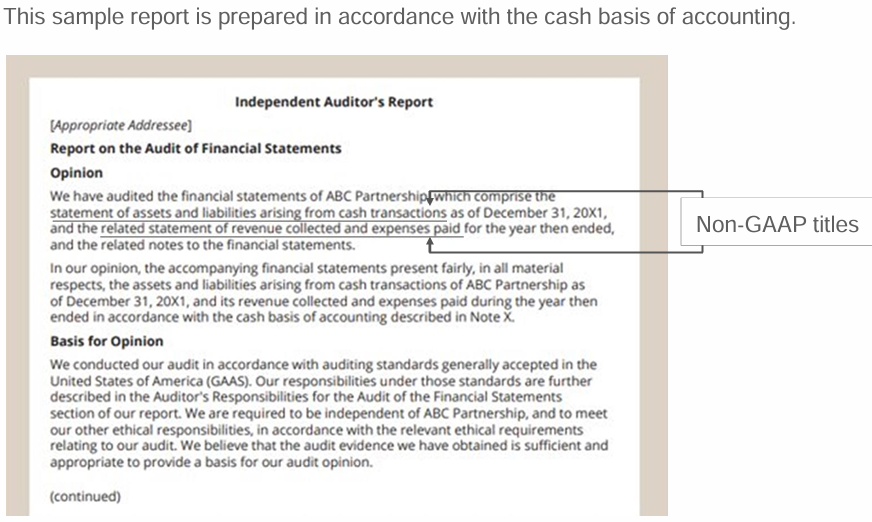 This sample report is prepared in accordance with the cash basis of accounting.
Independent Auditor's Report
[Appropriate Addressee]
Report on the Audit of Financial Statements
Opinion
We have audited the financial statements of ABC Partnership, which comprise the
statement of assets and liabilities arising from cash transactions as of December 31, 20X1,
and the related statement of revenue collected and expenses paid for the year then ended,
and the related notes to the financial statements.
Non-GAAP titles
In our opinion, the accompanying financial statements present fairly, in all material
respects, the assets and liabilities arising from cash transactions of ABC Partnership as
of December 31, 20X1, and its revenue collected and expenses paid during the year then
ended in accordance with the cash basis of accounting described in Note X.
Basis for Opinion
We conducted our audit in accordance with auditing standards generally accepted in the
United States of America (GAAS). Our responsibilities under those standards are further
described in the Auditor's Responsibilities for the Audit of the Financial Statements
section of our report. We are required to be independent of ABC Partnership, and to meet
our other ethical responsibilities, in accordance with the relevant ethical requirements
relating to our audit. We believe that the audit evidence we have obtained is sufficient and
appropriate to provide a basis for our audit opinion.
(continued)